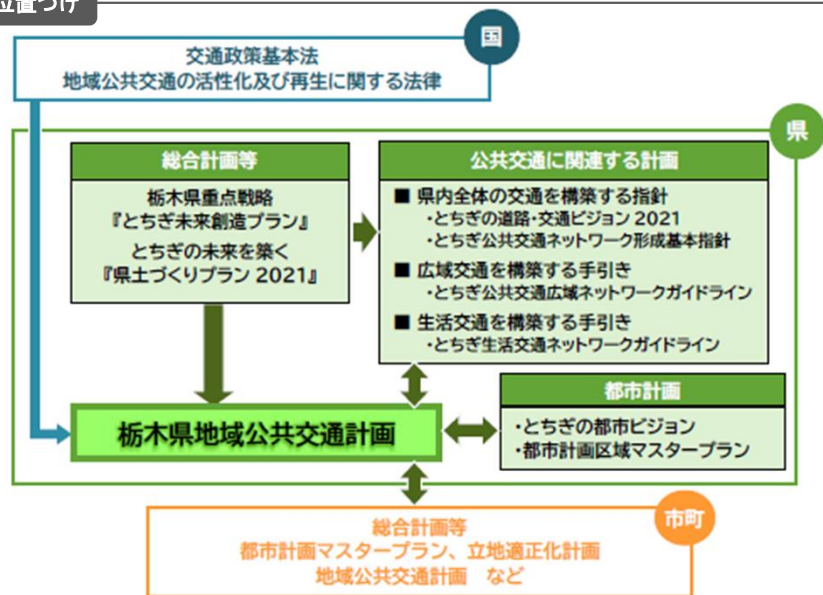 位置づけ
国
交通政策基本法
地域公共交通の活性化及び再生に関する法律
県
総合計画等
栃木県重点戦略
『とちぎ未来創造プラン』
とちぎの未来を築く
『県土づくりプラン 2021』
公共交通に関連する計画
■ 県内全体の交通を構築する指針
・とちぎの道路・交通ビジョン 2021
・とちぎ公共交通ネットワーク形成基本指針
■ 広域交通を構築する手引き
・とちぎ公共交通広域ネットワークガイドライン
■ 生活交通を構築する手引き
・とちぎ生活交通ネットワークガイドライン
都市計画
・とちぎの都市ビジョン
・都市計画区域マスタープラン
栃木県地域公共交通計画
市町
総合計画等
都市計画マスタープラン、立地適正化計画
地域公共交通計画 など